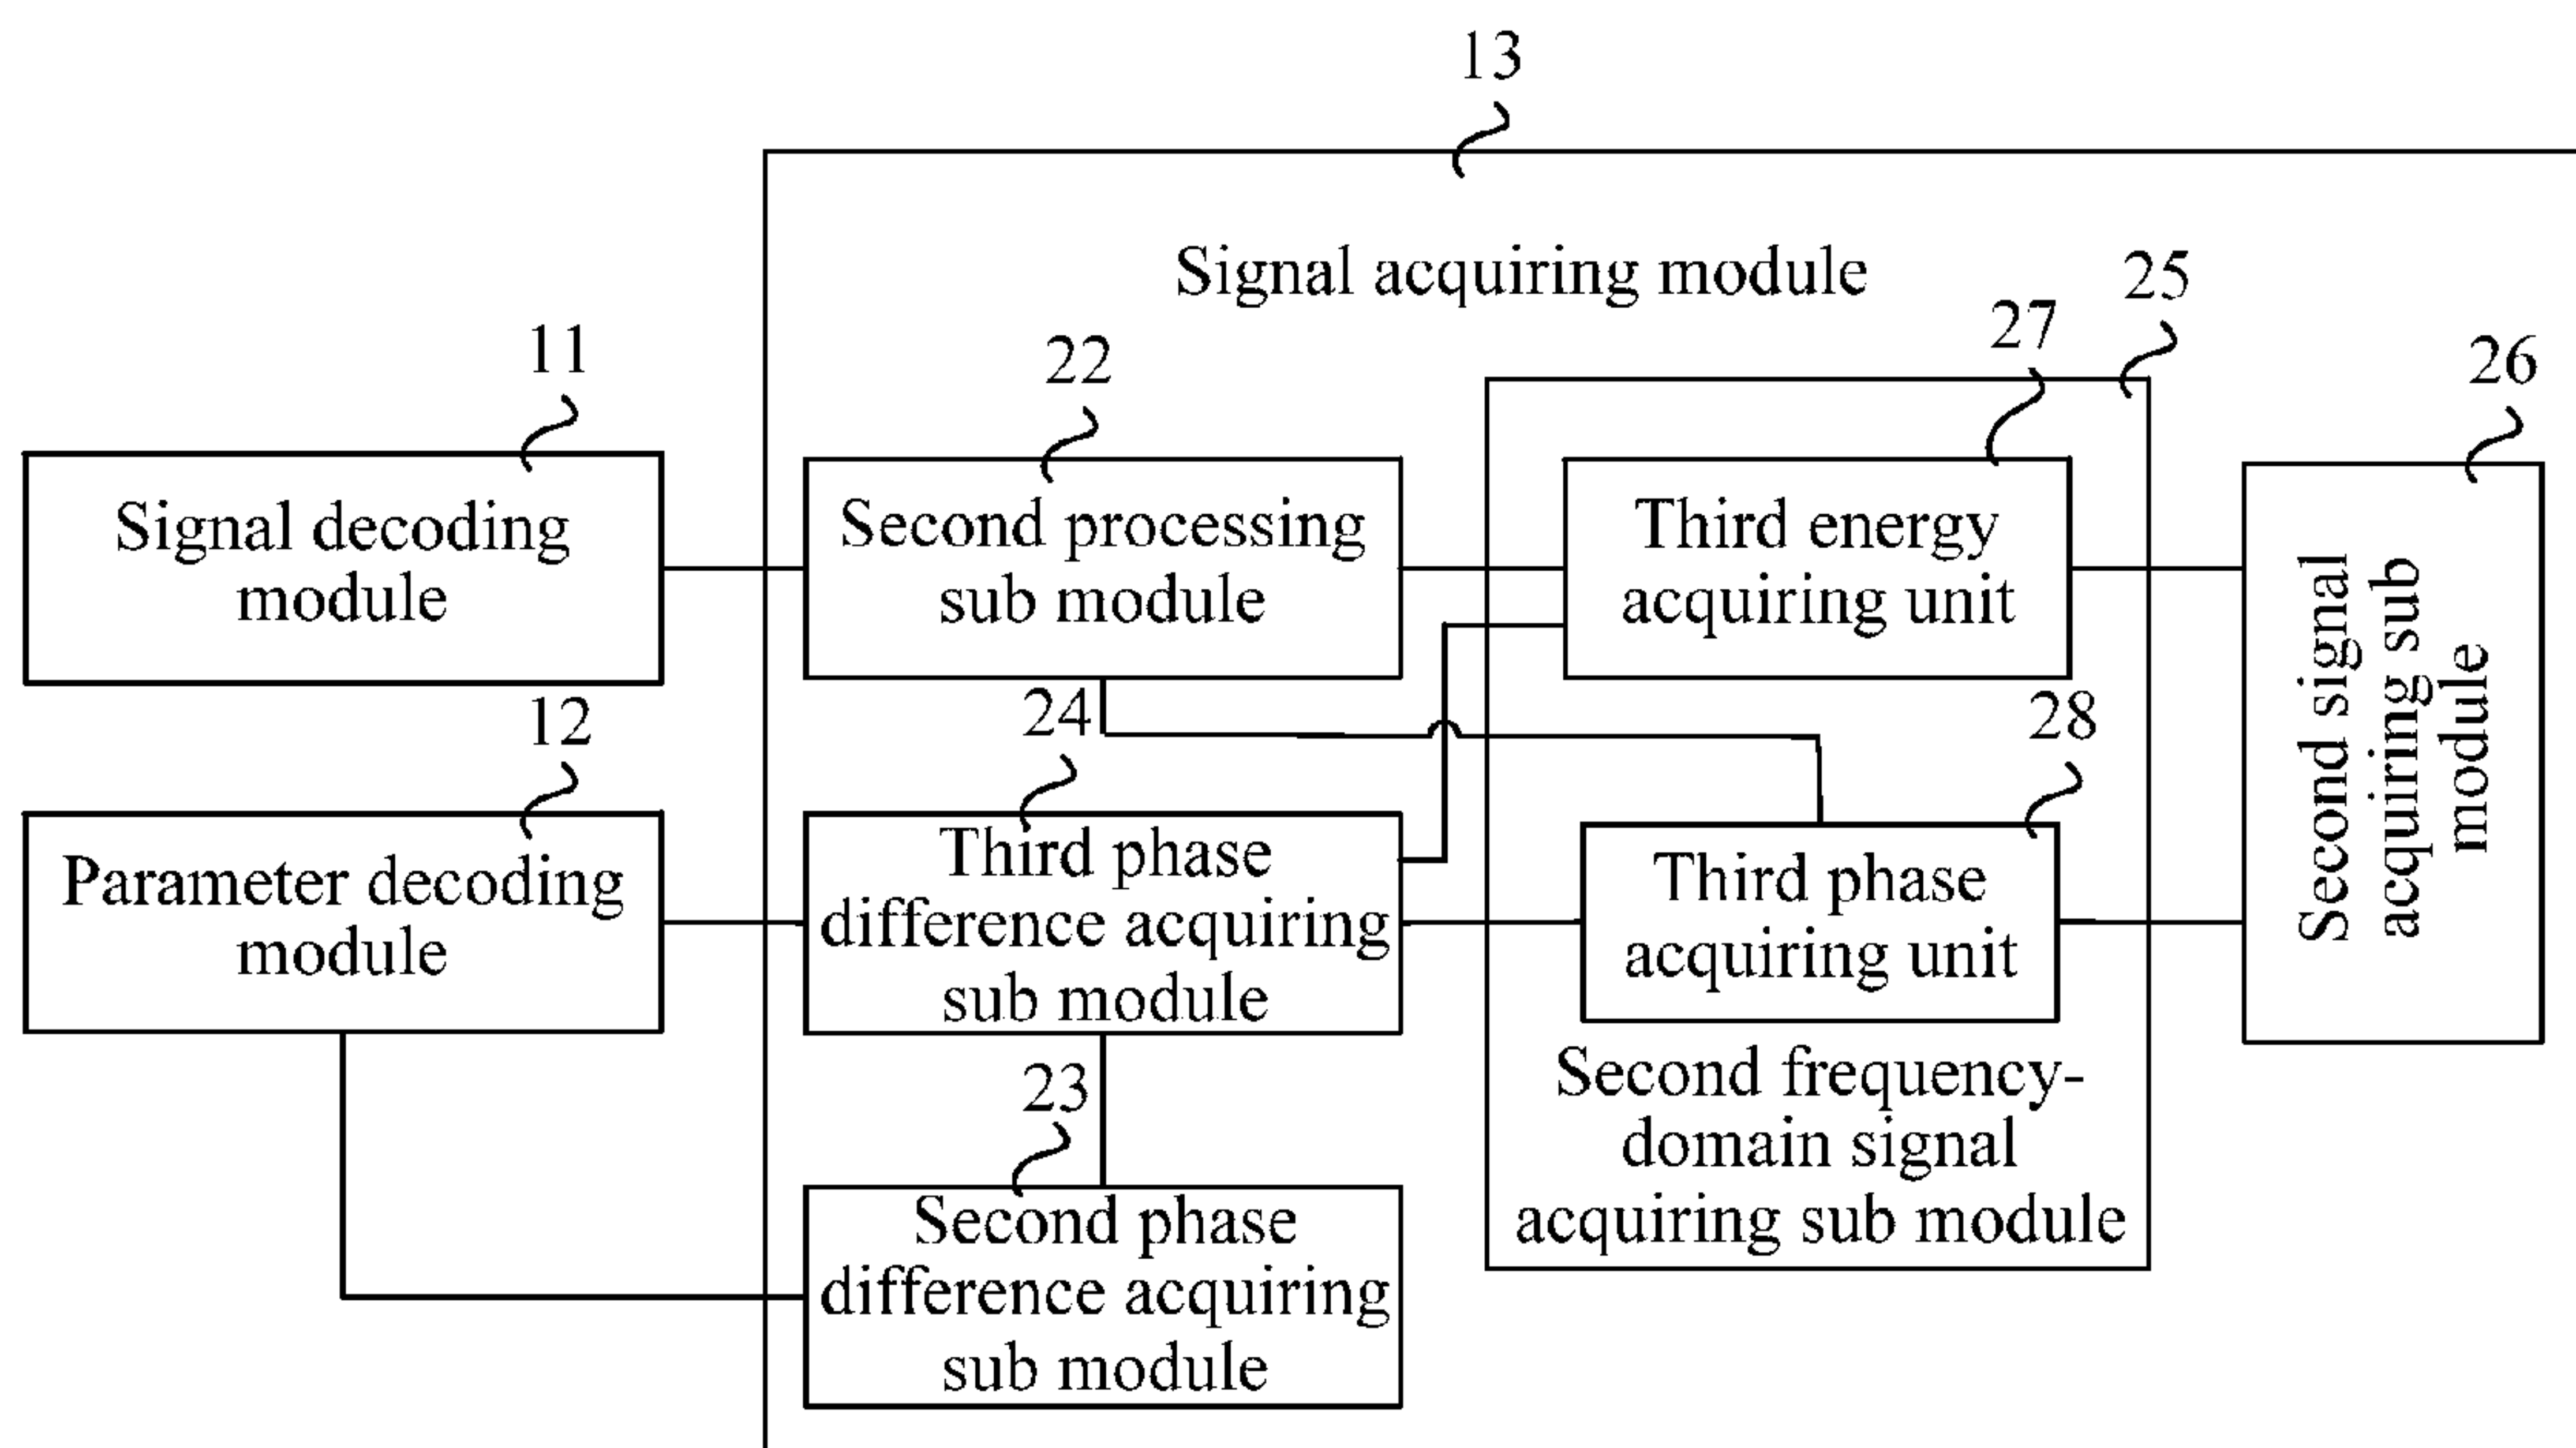 13
Signal acquiring module
25
27
26
11
22
Signal decoding
module
Second processing
sub module
Third energy
acquiring unit
Second signal
acquiring sub
module
12
24
28
Parameter decoding
module
Third phase
difference acquiring
sub module
Third phase
acquiring unit
Second frequency-
domain signal
acquiring sub module
23
Second phase
difference acquiring
sub module